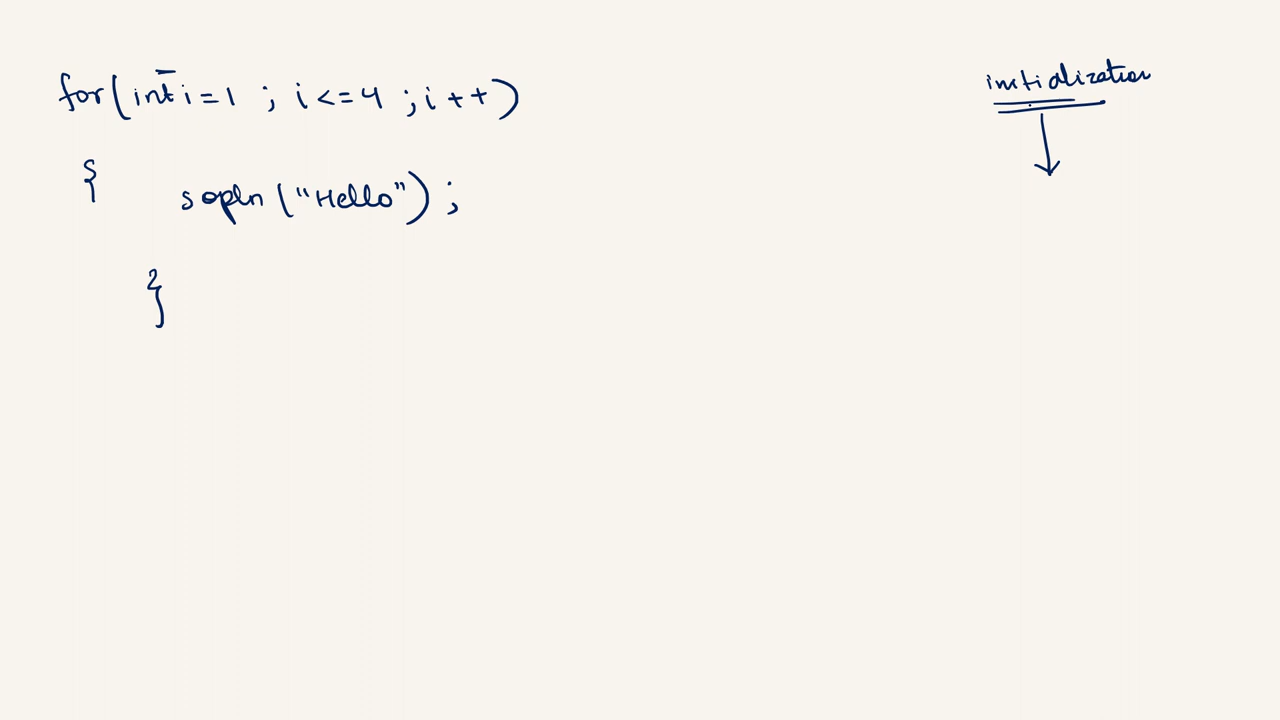 for(int i=1 ; i<=4 ; i++)
initialization
{
sopln ("Hello") ;
}